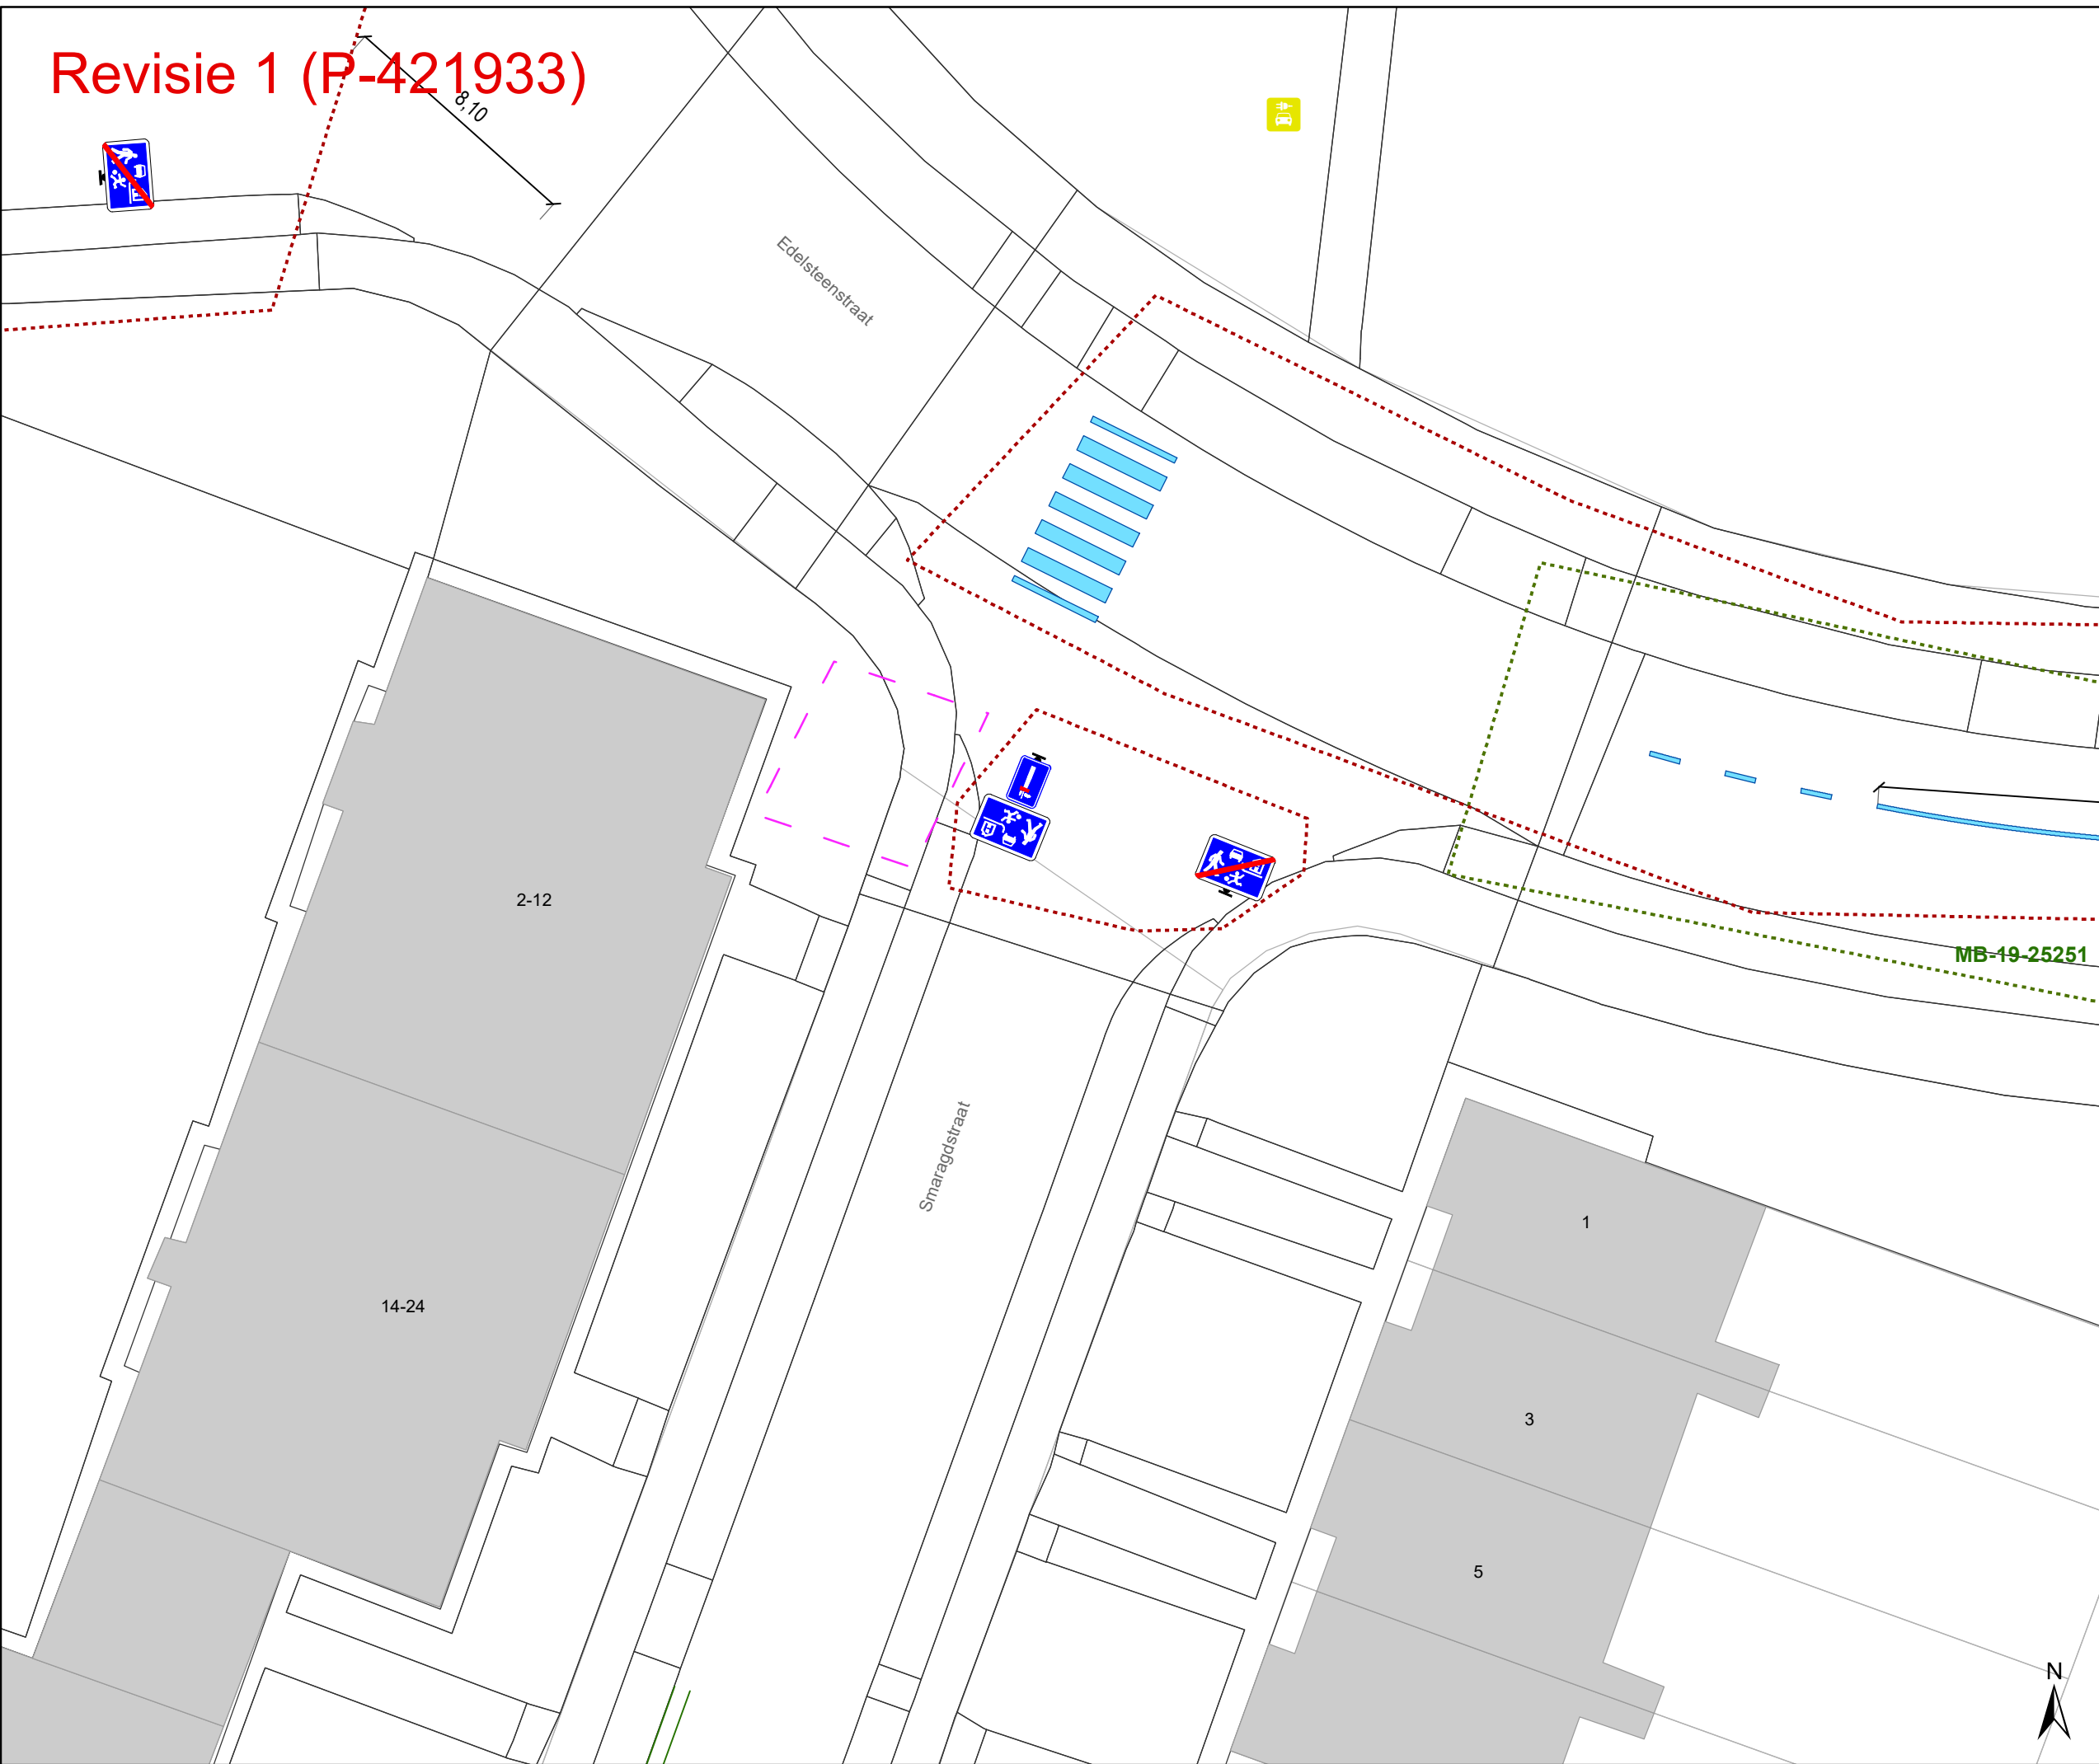 Revisie 1 (P-421933)
8,10
Edelsteenstraat
MB-19-25251
2-12
Smaragdstraat
1
14-24
3
5
N